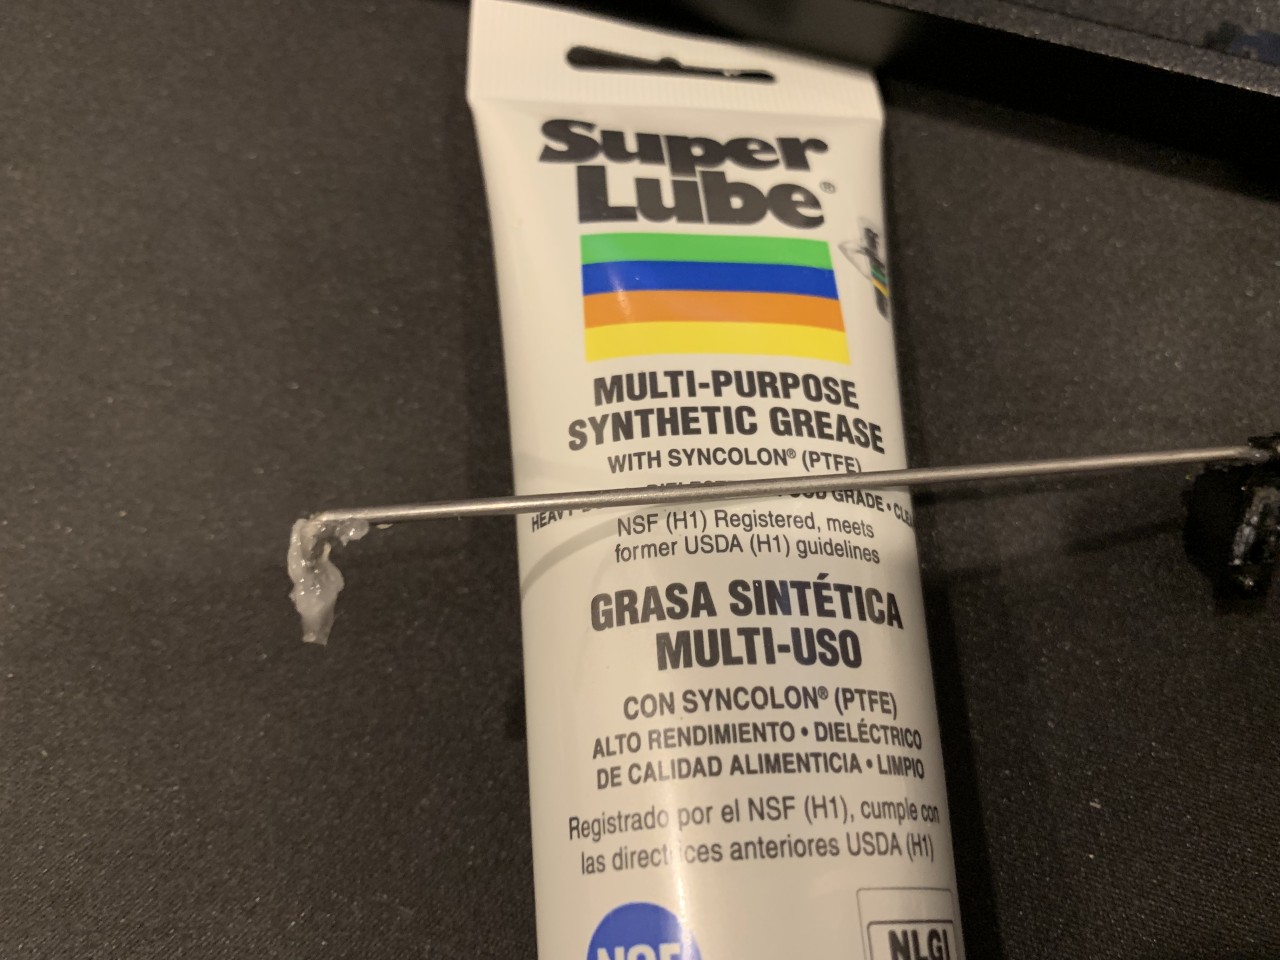 Super
Lube®
MULTI-PURPOSE
SYNTHETIC GREASE
WITH SYNCOLON® (PTFE)
GRADE •
NSF (H1) Registered, meets
former USDA (H1) guidelines
GRASA SINTÉTICA
MULTI-USO
CON SYNCOLON® (PTFE)
ALTO RENDIMIENTO • DIELÉCTRICO
DE CALIDAD ALIMENTICIA • LIMPIO
Registrado por el NSF (H1), cumple con
las directrices anteriores USDA (H1)
NSF
NLGI